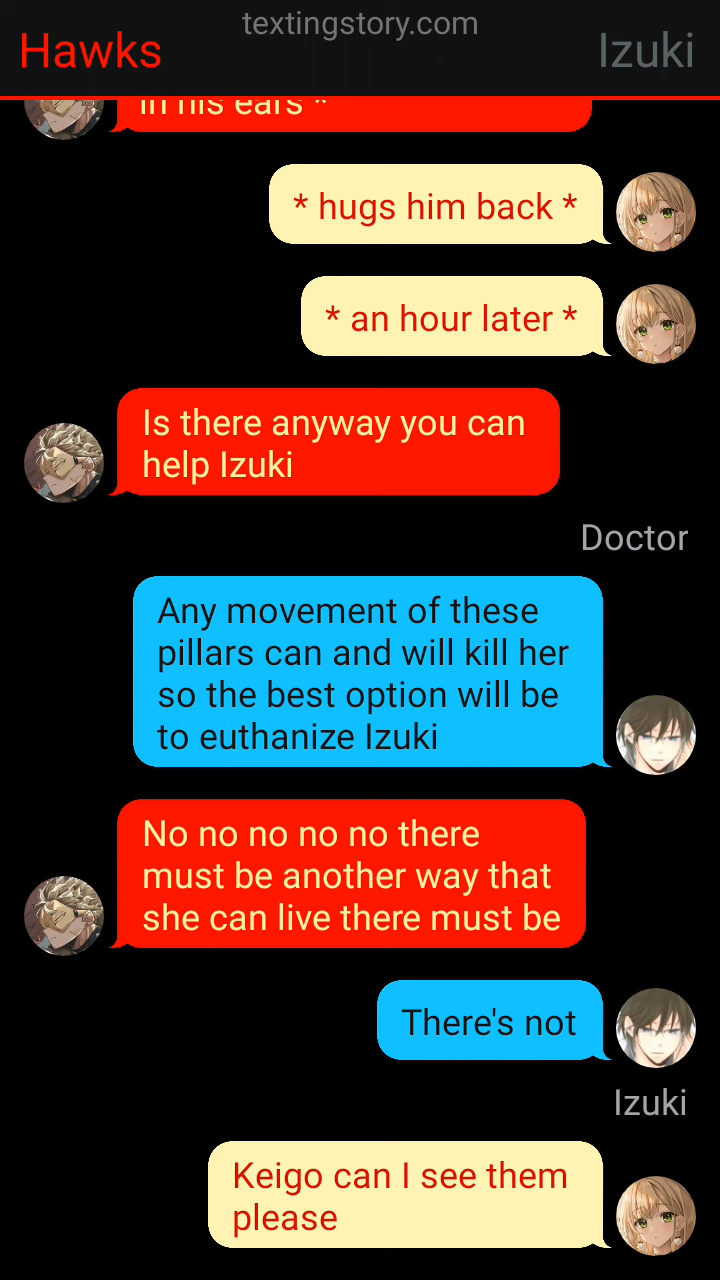 textingstory.com
Hawks
Izuki
in his ears *
* hugs him back *
* an hour later *
Is there anyway you can
help Izuki
Doctor
Any movement of these
pillars can and will kill her
so the best option will be
to euthanize Izuki
No no no no no there
must be another way that
she can live there must be
There's not
Izuki
Keigo can I see them
please